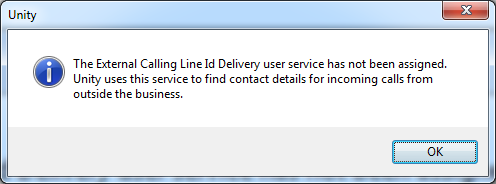 Unity
The External Calling Line Id Delivery user service has not been assigned.
Unity uses this service to find contact details for incoming calls from
outside the business.
OK